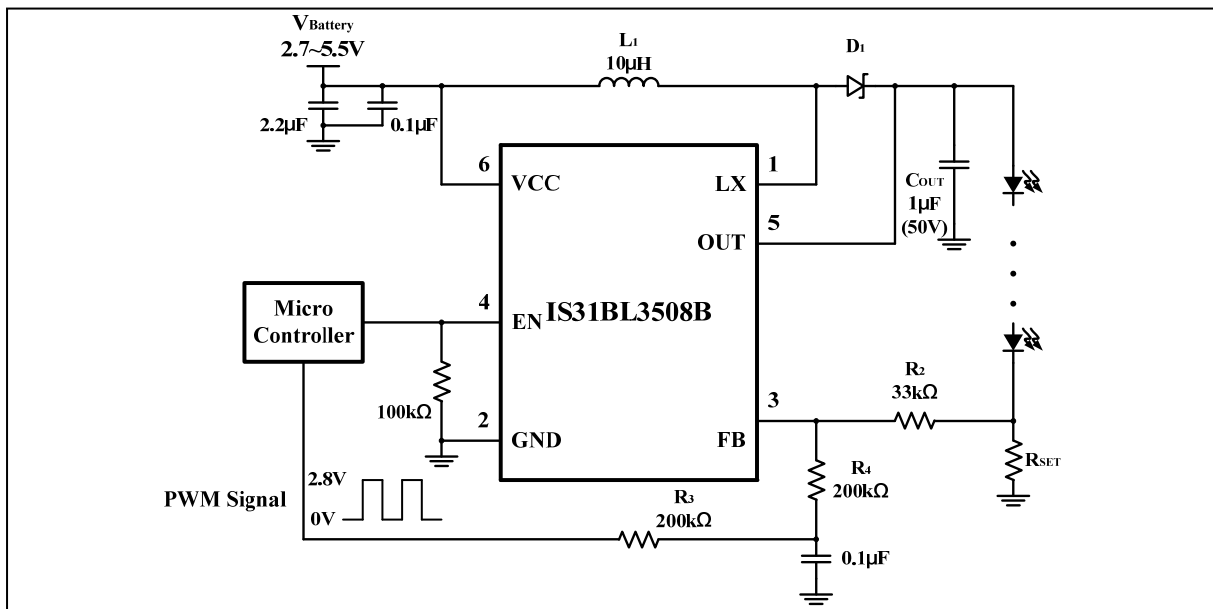 VBattery
2.7~5.5V
L1
10µH
D1
2.2µF
0.1µF
6
VCC
1
LX
COUT
1µF
(50V)
5
OUT
Micro
Controller
4
EN
IS31BL3508B
R2
33kΩ
100kΩ
2
GND
3
FB
RSET
R4
200kΩ
2.8V
PWM Signal
0V
R3
200kΩ
0.1µF